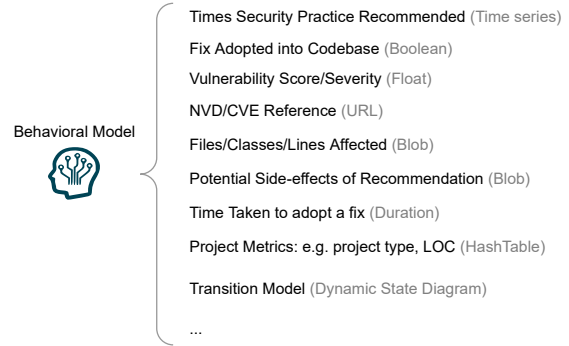 Times Security Practice Recommended (Time series)
Fix Adopted into Codebase (Boolean)
Vulnerability Score/Severity (Float)
NVD/CVE Reference (URL)
Behavioral Model
Files/Classes/Lines Affected (Blob)
Potential Side-effects of Recommendation (Blob)
Time Taken to adopt a fix (Duration)
Project Metrics: e.g. project type, LOC (HashTable)
Transition Model (Dynamic State Diagram)
...